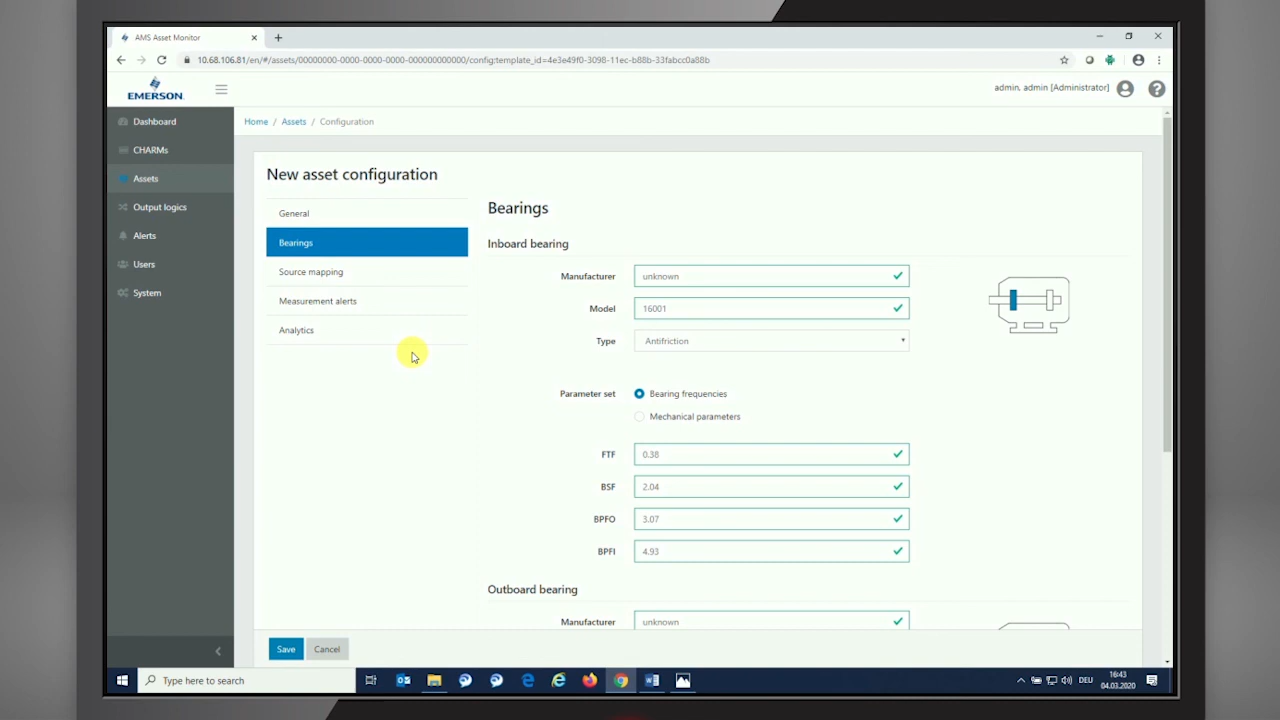 AMS Asset Monitor
10.68.106.81/en/#/assets/00000000-0000-0000-0000-000000000000/config;template_id=4e3e49f0-3098-11ec-b88b-33fabcc0a88b
EMERSON
admin, admin [Administrator]
Dashboard
CHARMs
Assets
Output logics
Alerts
Users
System
Home / Assets / Configuration
New asset configuration
General
Bearings
Source mapping
Measurement alerts
Analytics
Bearings
Inboard bearing
Manufacturer unknown
Model 16001
Type Antifriction
Parameter set Bearing frequencies
Mechanical parameters
FTF 0.38
BSF 2.04
BPFO 3.07
BPFI 4.93
Outboard bearing
Manufacturer unknown
Save Cancel
Type here to search
DEU
16:43
04.03.2020